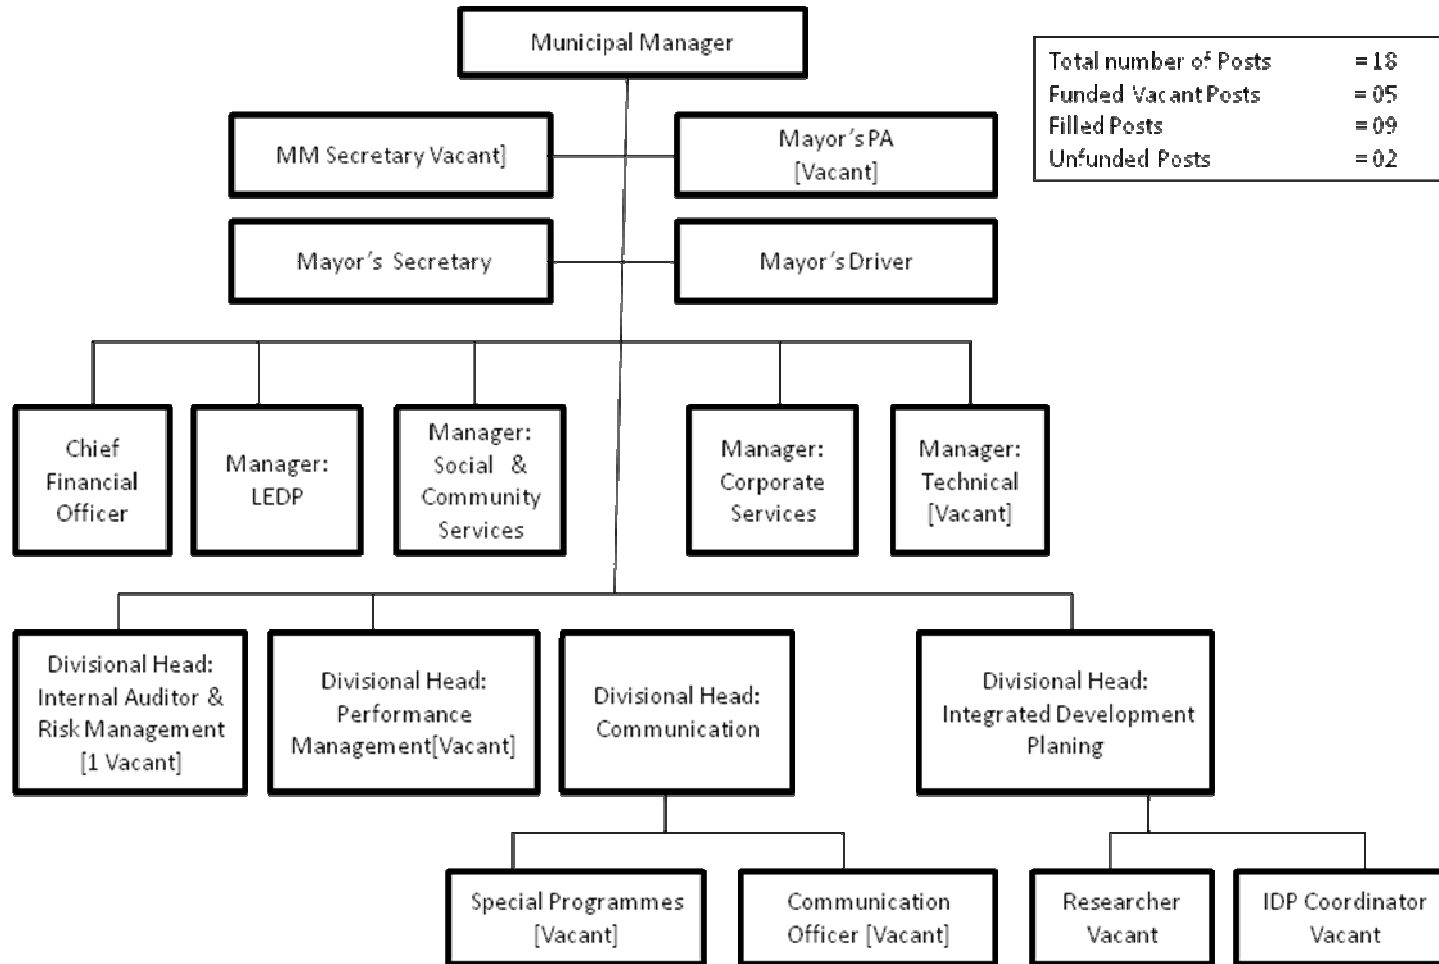 Municipal Manager
Total number of Posts = 18
Funded Vacant Posts = 05
Filled Posts = 09
Unfunded Posts = 02
MM Secretary Vacant]
Mayor's PA
[Vacant]
Mayor's Secretary
Mayor's Driver
Chief
Financial
Officer
Manager:
LEDP
Manager:
Social &
Community
Services
Manager:
Corporate
Services
Manager:
Technical
[Vacant]
Divisional Head:
Internal Auditor &
Risk Management
[1 Vacant]
Divisional Head:
Performance
Management[Vacant]
Divisional Head:
Communication
Divisional Head:
Integrated Development
Planing
Special Programmes
[Vacant]
Communication
Officer [Vacant]
Researcher
Vacant
IDP Coordinator
Vacant